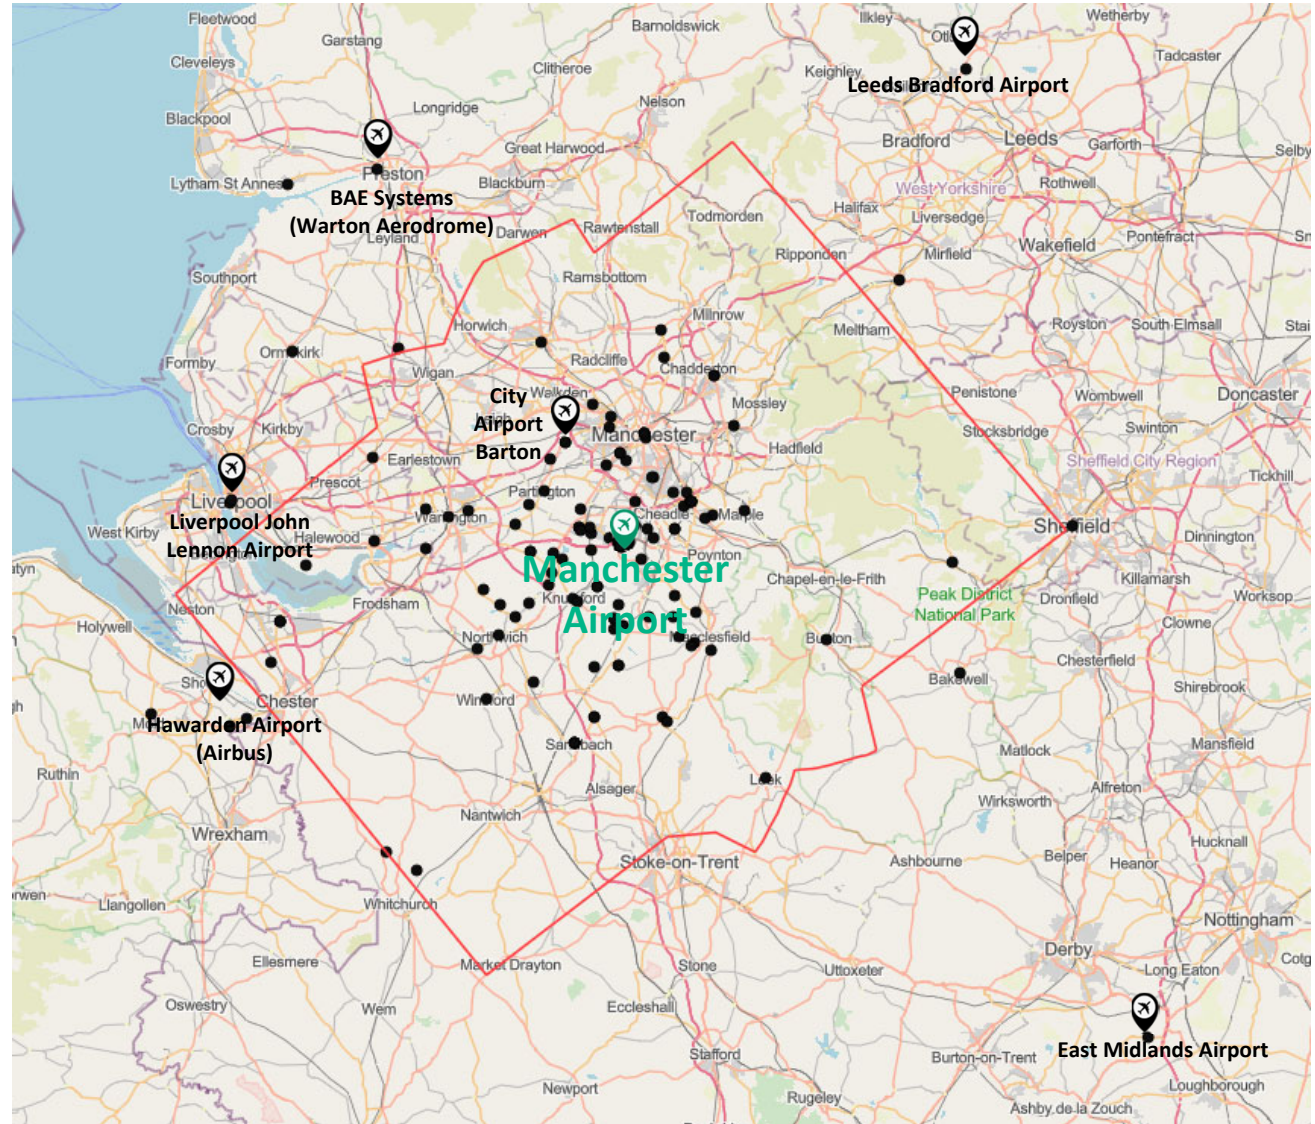 Fleetwood
Garstang
Barnoldswick
Ilkley
Wetherby
Cleveleys
Clitheroe
Keighley
Leeds Bradford Airport
Tadcaster
Blackpool
Longridge
Nelson
Bradford
Leeds
Garforth
Selby
Great Harwood
Lytham St Annes
Preston
Blackburn
West Yorkshire
Rothwell
BAE Systems
(Warton Aerodrome)
Leyland
Darwen
Rawtenstall
Todmorden
Halifax
Liversedge
Wakefield
Pontefract
Ripponden
Mirfield
Southport
Ramsbottom
Horwich
Milnrow
Meltham
Royston
South Elmsall
Formby
Ormskirk
Wigan
Radcliffe
Chadderton
Penistone
Wombwell
Doncaster
City
Airport
Barton
Walkden
Mossley
Crosby
Kirkby
Manchester
Hadfield
Stocksbridge
Swinton
Earlestown
Sheffield City Region
Tickhill
Prescot
Liverpool
Partington
West Kirby
Liverpool John
Lennon Airport
Halewood
Warrington
Cheadle
Marple
Sheffield
Dinnington
Manchester
Airport
Poynton
Chapel-en-le-Frith
Killamarsh
Neston
Frodsham
Knutsford
Peak District
National Park
Dronfield
Worksop
Holywell
Northwich
Macclesfield
Buxton
Clowne
Chesterfield
Chester
Winsford
Bakewell
Shirebrook
Hawarden Airport
(Airbus)
Sandbach
Matlock
Mansfield
Ruthin
Alsager
Leek
Wirksworth
Alfreton
Nantwich
Wrexham
Stoke-on-Trent
Ashbourne
Belper
Heanor
Hucknall
Llangollen
Whitchurch
Nottingham
Derby
Ellesmere
Market Drayton
Stone
Uttoxeter
Long Eaton
Oswestry
Wem
Eccleshall
Stafford
Burton-on-Trent
East Midlands Airport
Newport
Rugeley
Loughborough
Ashby de la Zouch